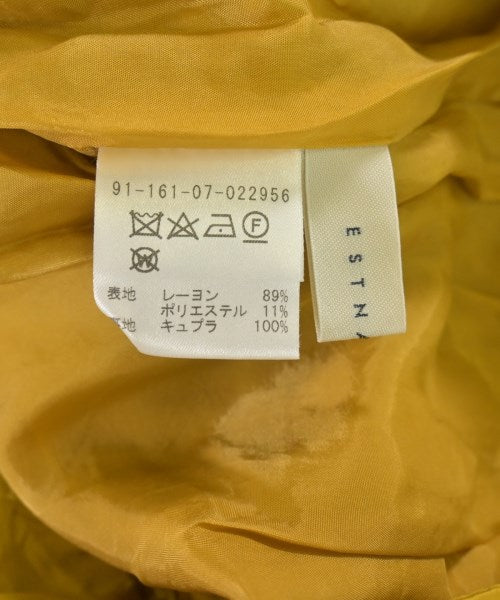 91-161-07-022956
表地 レーヨン 89%
ポリエステル 11%
地 キュプラ 100%
ESTNA